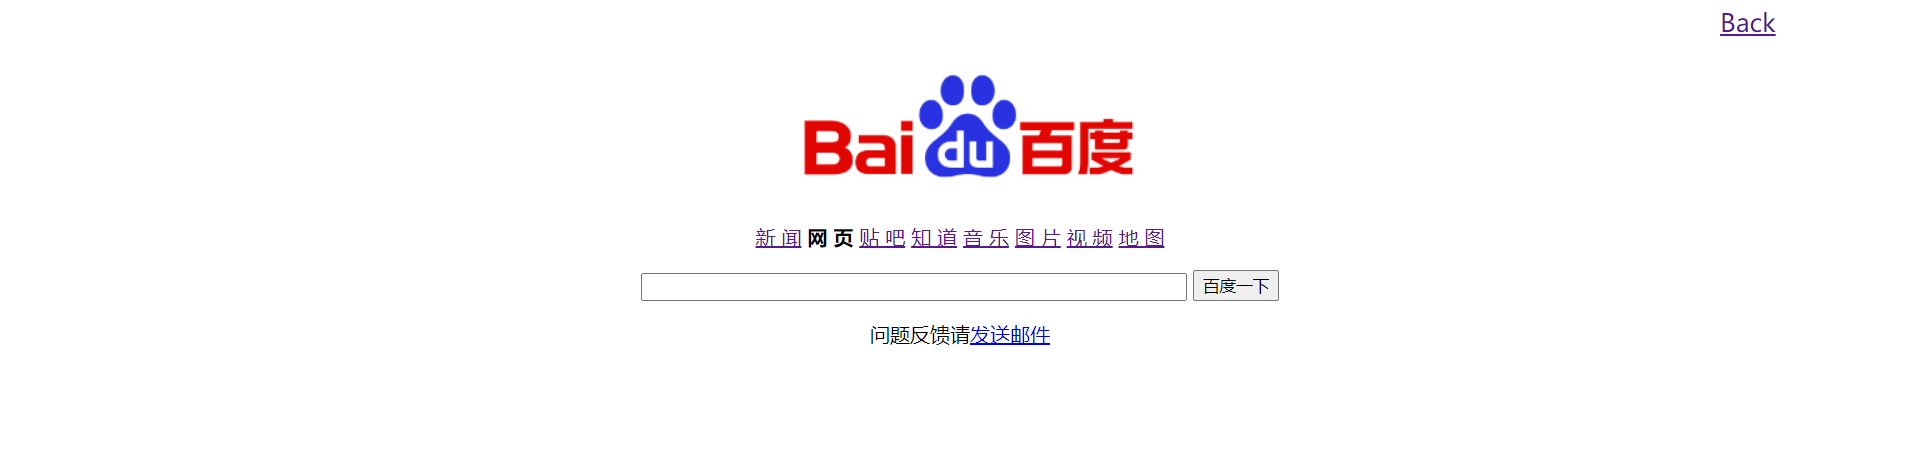 Back
Bai du 百度
新 闻 网 页 贴 吧 知 道 音 乐 图 片 视 频 地 图
百度一下
问题反馈请发送邮件